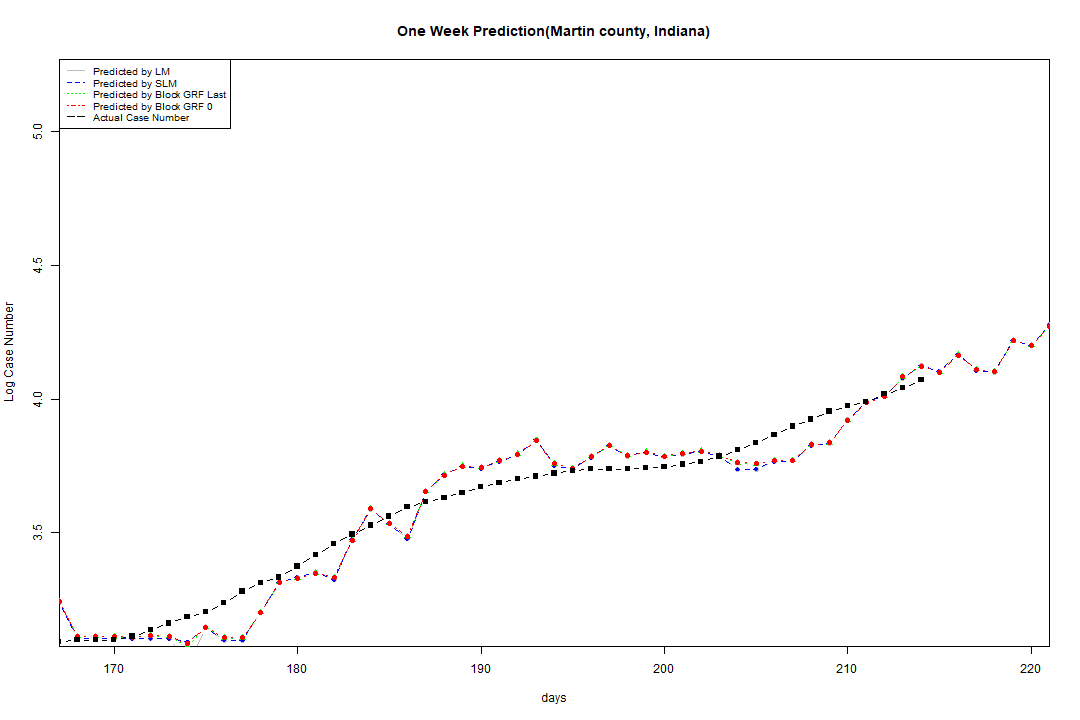 One Week Prediction(Martin county, Indiana)
Predicted by LM
Predicted by SLM
Predicted by Block GRF Last
Predicted by Block GRF 0
Actual Case Number
5.0
4.5
4.0
3.5
Log Case Number
170 180 190 200 210 220
days